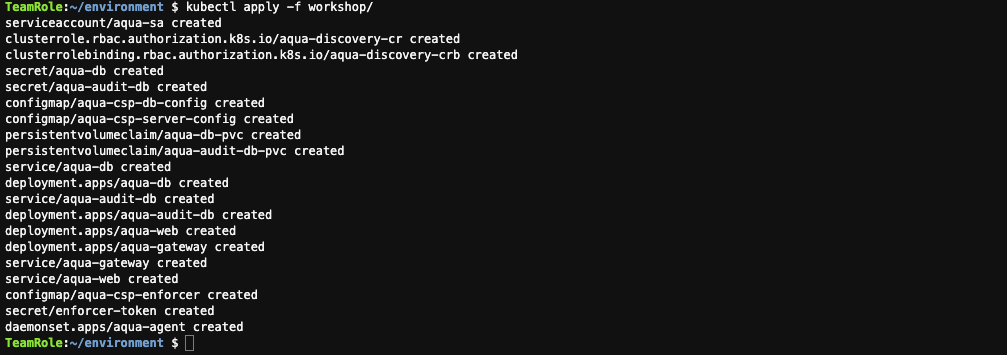 TeamRole:~/environment $ kubectl apply -f workshop/
serviceaccount/aqua-sa created
clusterrole.rbac.authorization.k8s.io/aqua-discovery-cr created
clusterrolebinding.rbac.authorization.k8s.io/aqua-discovery-crb created
secret/aqua-db created
secret/aqua-audit-db created
configmap/aqua-csp-db-config created
configmap/aqua-csp-server-config created
persistentvolumeclaim/aqua-db-pvc created
persistentvolumeclaim/aqua-audit-db-pvc created
service/aqua-db created
deployment.apps/aqua-db created
service/aqua-audit-db created
deployment.apps/aqua-audit-db created
deployment.apps/aqua-web created
deployment.apps/aqua-gateway created
service/aqua-gateway created
service/aqua-web created
configmap/aqua-csp-enforcer created
secret/enforcer-token created
daemonset.apps/aqua-agent created
TeamRole:~/environment $